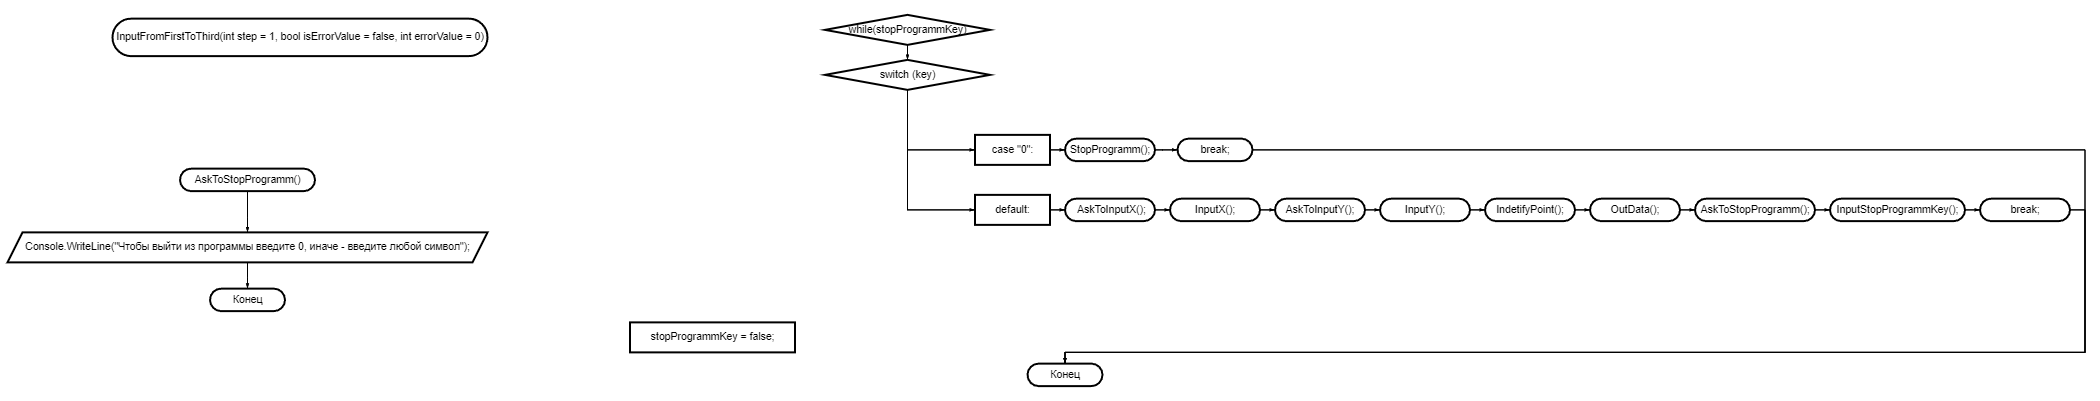 InputFromFirstToThird(int step = 1, bool isErrorValue = false, int errorValue = 0)
AskToStopProgramm()
Console.WriteLine("Чтобы выйти из программы введите 0, иначе - введите любой символ");
Конец
stopProgrammKey = false;
while(stopProgrammKey)
switch (key)
case "0":
StopProgramm();
break;
default:
AskToInputX();
InputX();
AskToInputY();
InputY();
IndetifyPoint();
OutData();
AskToStopProgramm();
InputStopProgrammKey();
break;
Конец